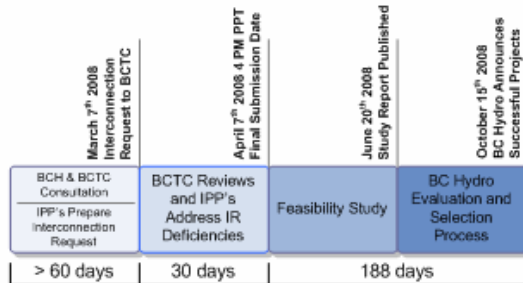 March 7th 2008
Interconnection
Request to BCTC
April 7th 2008 4 PM PPT
Final Submission Date
June 20th 2008
Study Report Published
October 15th 2008
BC Hydro Announces
Successful Projects
BCH & BCTC
Consultation
IPP's Prepare
Interconnection
Request
BCTC Reviews
and IPP's
Address IR
Deficiencies
Feasibility Study
BC Hydro
Evaluation and
Selection
Process
> 60 days
30 days
188 days